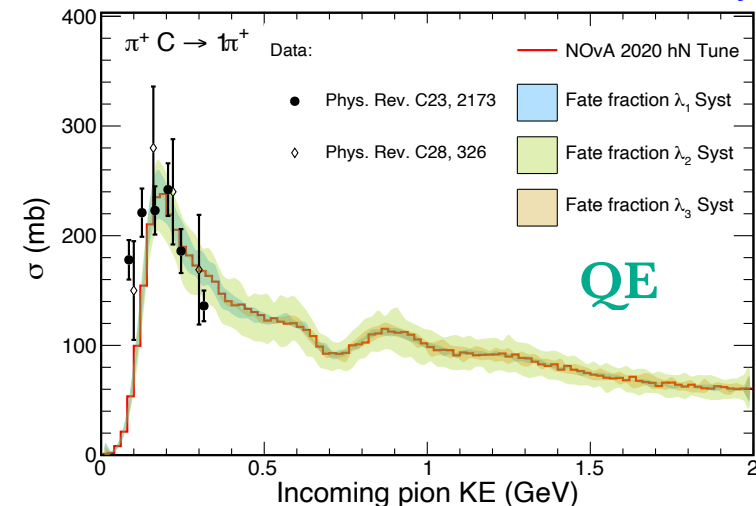 π⁺ C → 1π⁺
Data:
Phys. Rev. C23, 2173
Phys. Rev. C28, 326
NOvA 2020 hN Tune
Fate fraction λ₁ Syst
Fate fraction λ₂ Syst
Fate fraction λ₃ Syst
QE
σ (mb)
400
300
200
100
0
0
0.5
1
1.5
2
Incoming pion KE (GeV)